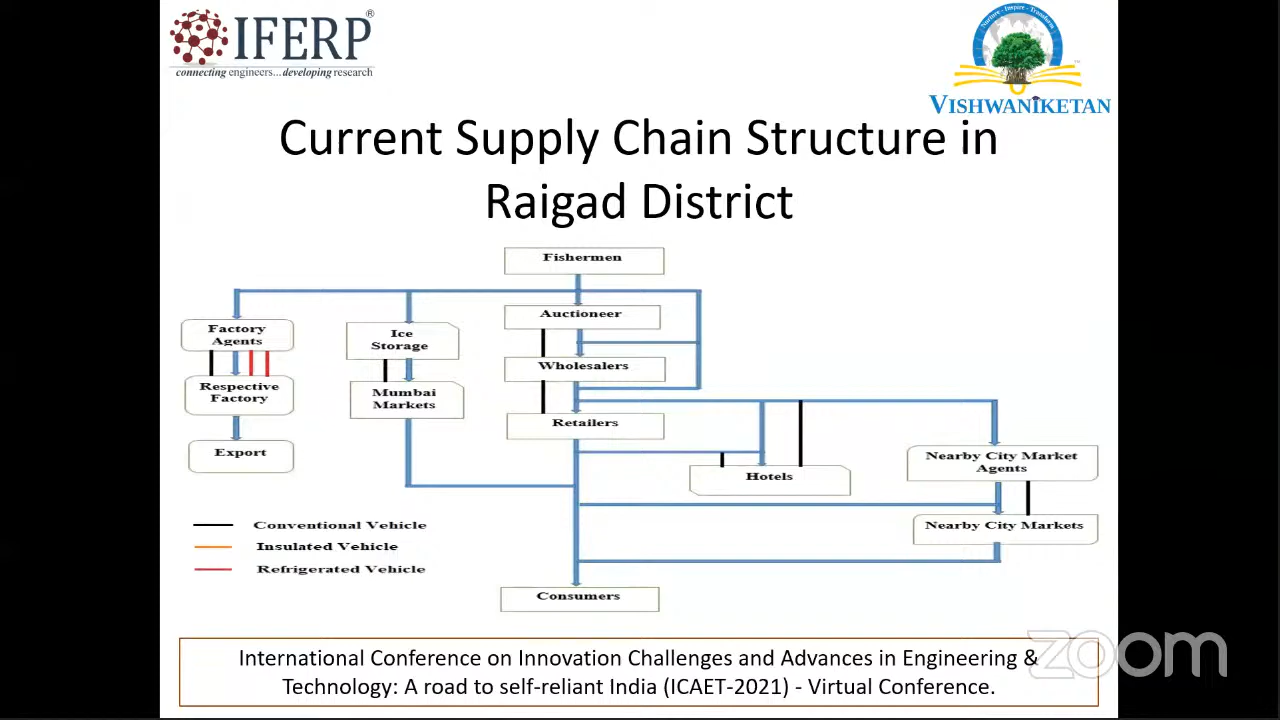 IFERP®
connecting engineers...developing research
Nurture - Inspire - Transform
VISHWANIKETAN
Current Supply Chain Structure in
Raigad District
Fishermen
Factory
Agents
Ice
Storage
Auctioneer
Wholesalers
Respective
Factory
Mumbai
Markets
Retailers
Export
Hotels
Nearby City Market
Agents
Nearby City Markets
Conventional Vehicle
Insulated Vehicle
Refrigerated Vehicle
Consumers
International Conference on Innovation Challenges and Advances in Engineering &
Technology: A road to self-reliant India (ICAET-2021) - Virtual Conference.
zoom